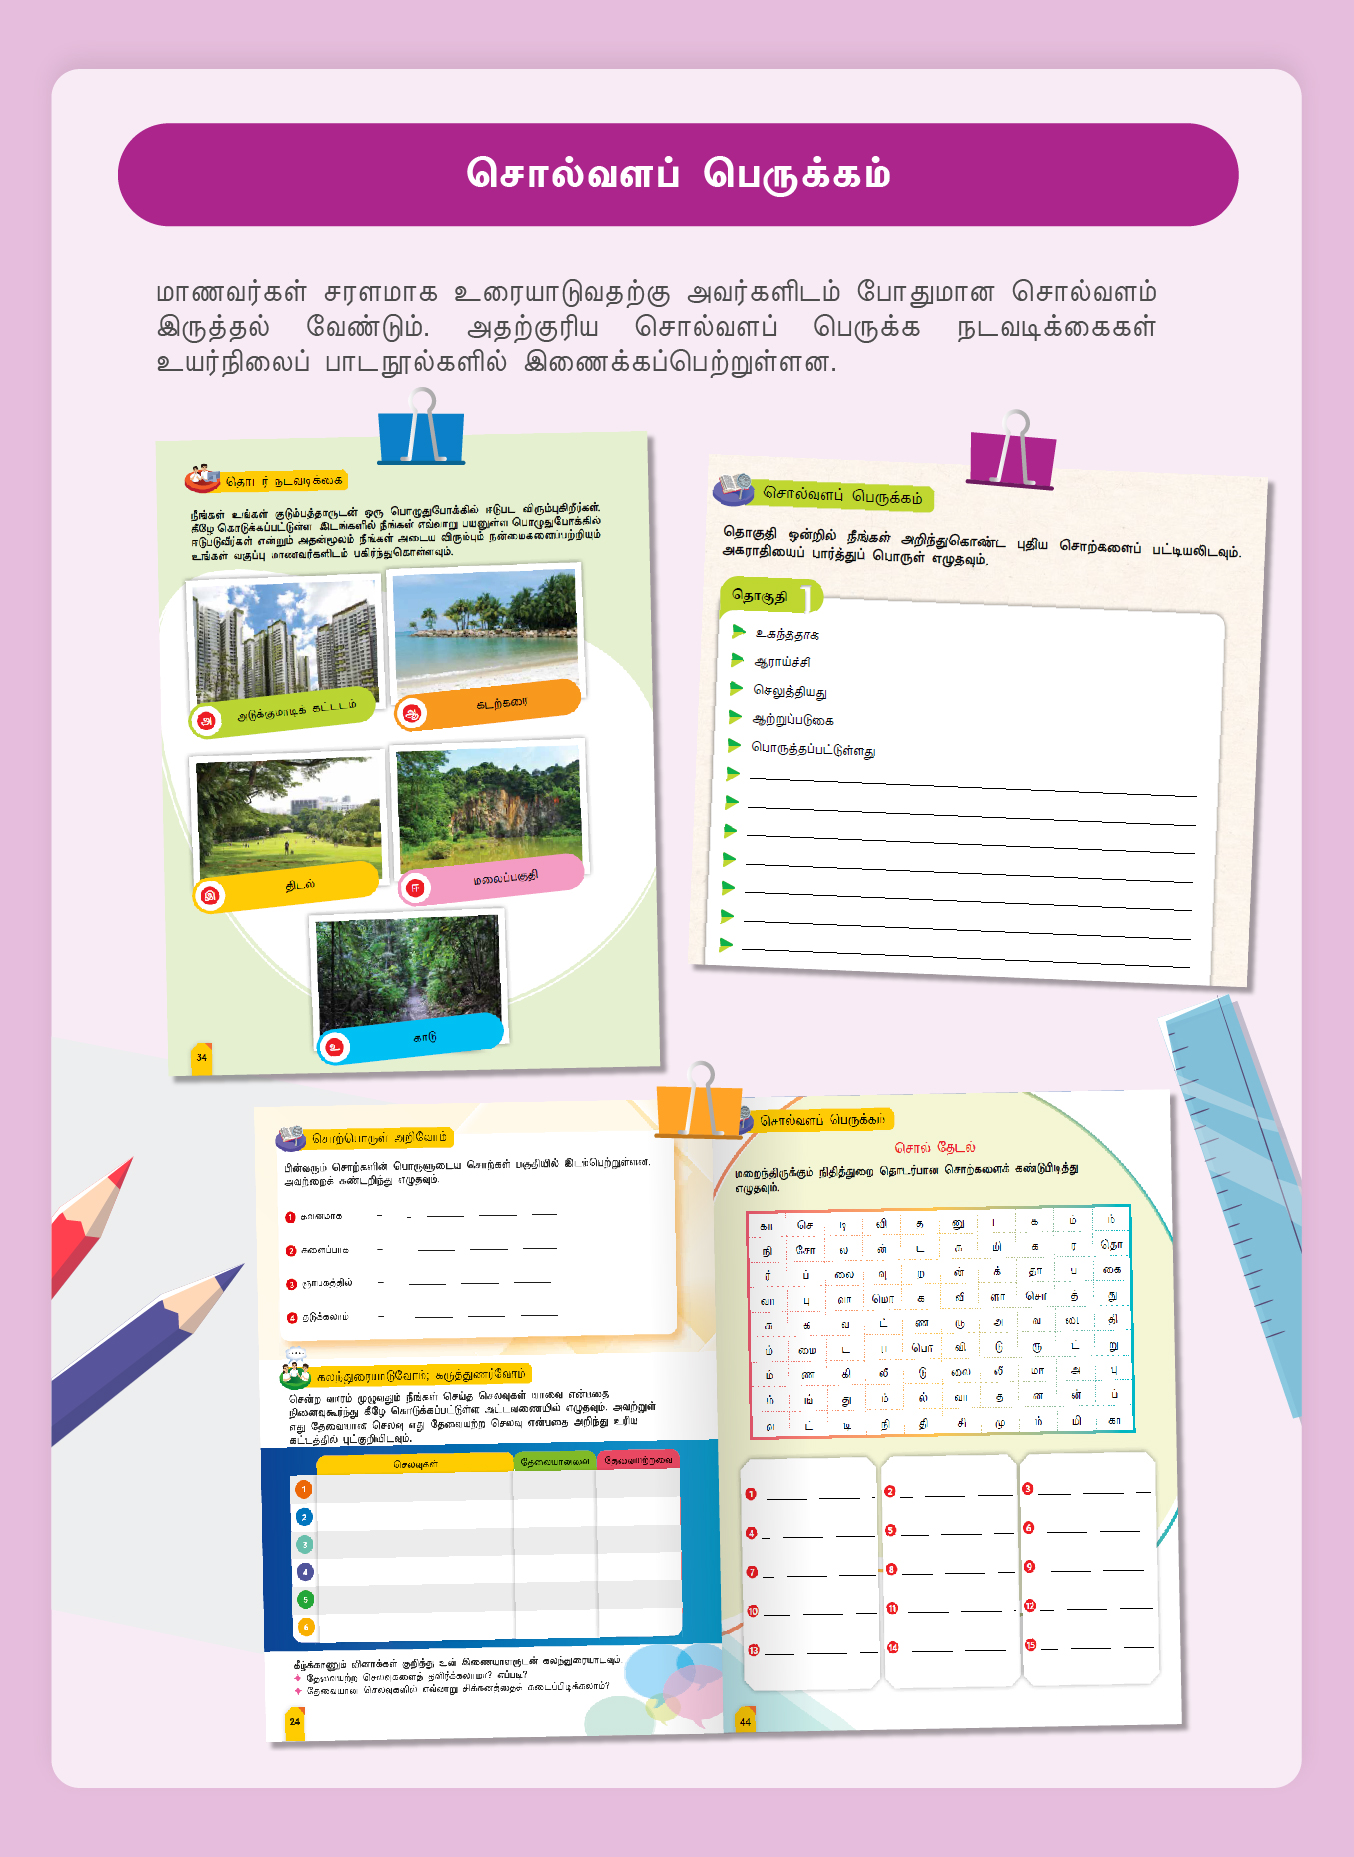 சொல்வளப் பெருக்கம்
மாணவர்கள் சரளமாக உரையாடுவதற்கு அவர்களிடம் போதுமான சொல்வளம்
இருத்தல் வேண்டும். அதற்குரிய சொல்வளப் பெருக்க நடவடிக்கைகள்
உயர்நிலைப் பாடநூல்களில் இணைக்கப்பெற்றுள்ளன.
தொடர் நடவடிக்கை
நீங்கள் உங்கள் குடும்பத்தாருடன் ஒரு பொழுதுபோக்கில் ஈடுபட விரும்புகிறீர்கள்.
கீழே கொடுக்கப்பட்டுள்ள இடங்களில் நீங்கள் எவ்வாறு பயனுள்ள பொழுதுபோக்கில்
ஈடுபடுவீர்கள் என்றும் அதன்மூலம் நீங்கள் அடைய விரும்பும் நன்மைகளைப்பற்றியும்
உங்கள் வகுப்பு மாணவர்களிடம் பகிர்ந்துகொள்ளவும்.
அ அடுக்குமாடிக் கட்டடம்
ஆ கடற்கரை
இ திடல்
ஈ மலைப்பகுதி
உ காடு
34
சொல்வளப் பெருக்கம்
தொகுதி ஒன்றில் நீங்கள் அறிந்துகொண்ட புதிய சொற்களைப் பட்டியலிடவும்.
அகராதியைப் பார்த்துப் பொருள் எழுதவும்.
தொகுதி 1
உகந்ததாக
ஆராய்ச்சி
செலுத்தியது
ஆற்றுப்படுகை
பொருத்தப்பட்டுள்ளது
சொற்பொருள் அறிவோம்
பின்வரும் சொற்களின் பொருளுடைய சொற்கள் பகுதியில் இடம்பெற்றுள்ளன.
அவற்றைக் கண்டறிந்து எழுதவும்.
1 கவனமாக –
2 களைப்பாக –
3 ஞாபகத்தில் –
4 தடுக்கலாம் –
கலந்துரையாடுவோம்; கருத்துணர்வோம்
சென்ற வாரம் முழுவதும் நீங்கள் செய்த செலவுகள் யாவை என்பதை
நினைவுகூர்ந்து கீழே கொடுக்கப்பட்டுள்ள அட்டவணையில் எழுதவும். அவற்றுள்
எது தேவையான செலவு எது தேவையற்ற செலவு என்பதை அறிந்து உரிய
கட்டத்தில் புட்குறியிடவும்.
செலவுகள் தேவையானவை தேவையற்றவை
1
2
3
4
5
6
கீழ்க்காணும் வினாக்கள் குறித்து உன் இணையாளருடன் கலந்துரையாடவும்.
தேவையற்ற செலவுகளைத் தவிர்க்கலாமா? எப்படி?
தேவையான செலவுகளில் எவ்வாறு சிக்கனத்தைக் கடைப்பிடிக்கலாம்?
24
சொல்வளப் பெருக்கம்
சொல் தேடல்
மறைந்திருக்கும் நிதித்துறை தொடர்பான சொற்களைக் கண்டுபிடித்து
எழுதவும்.
கா செ டி வி த னு ட க ம் ம்
நி சோ ல ன் ட க மி க ர தொ
ர் ப் லை வு ற ன் க் தா ப கை
வா பு வா மொ க வீ ளா சொ த் து
சு க வ ட் ண டு அ வ டை தி
ம் மை ட ப பொ வி டு ரு ட் று
ம் ண கி லீ டு லை லீ மா அ பு
ம் ங் து ம் ல் வா த ன ன் ப்
வ ட் டி நி தி சி மு ம் மி கா
1 2 3
4 5 6
7 8 9
10 11 12
13 14 15
44